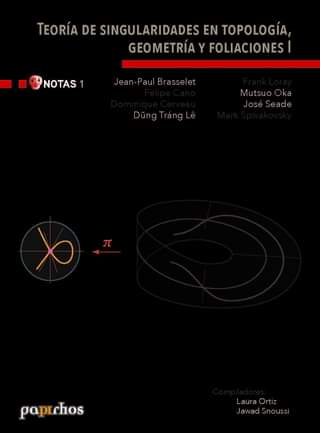 Teoría de singularidades en topología,
geometría y foliaciones I
NOTAS 1
Jean-Paul Brasselet
Felipe Cano
Dominique Cerveau
Dũng Tráng Lê
Frank Loray
Mutsuo Oka
José Seade
Mark Spivakovsky
π
Compiladores:
Laura Ortiz
Jawad Snoussi
papirhos